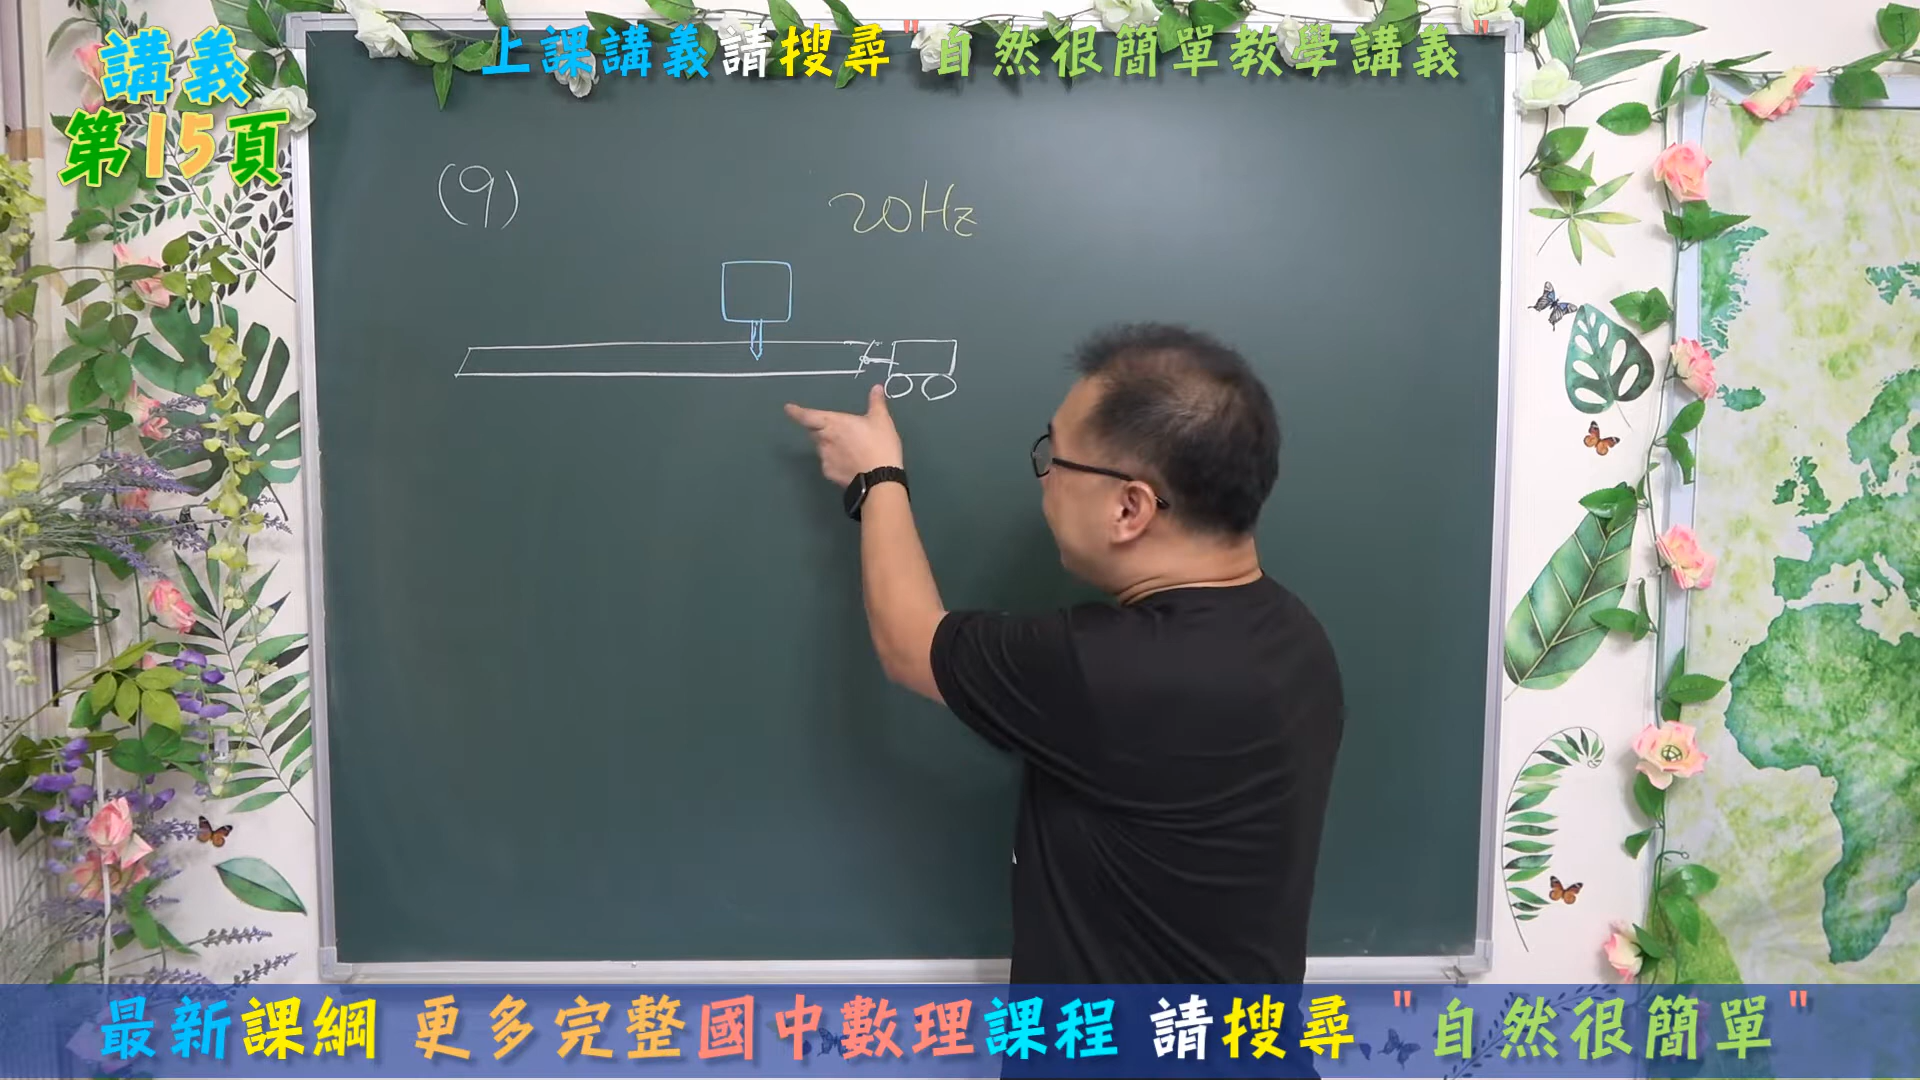 上課講義請搜尋"自然很簡單教學講義"
講義
第15頁
(9)
20Hz
最新課綱 更多完整國中數理課程 請搜尋"自然很簡單"